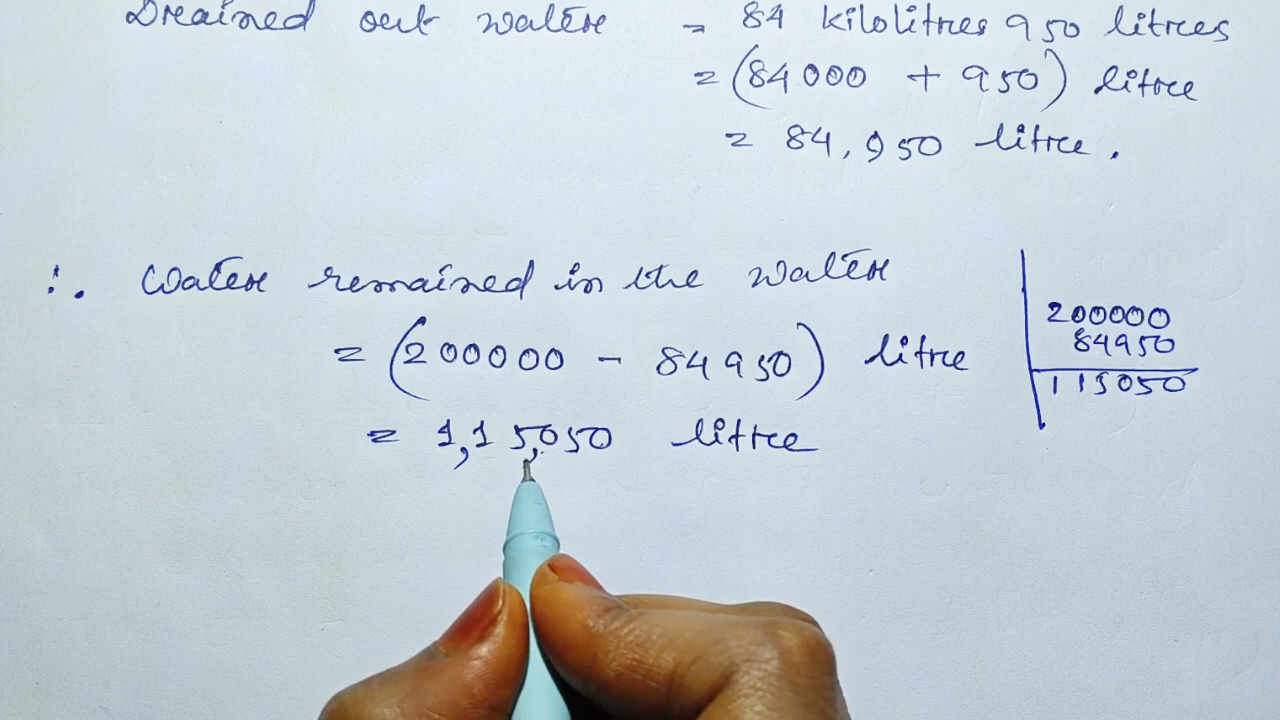 Dreained out water = 84 kilolitres 950 litres
= (84000 + 950) litre
= 84,950 litre.
∴ Water remained in the water
= (200000 - 84950) litre
= 1,15,050 litre
200000
84950
115050